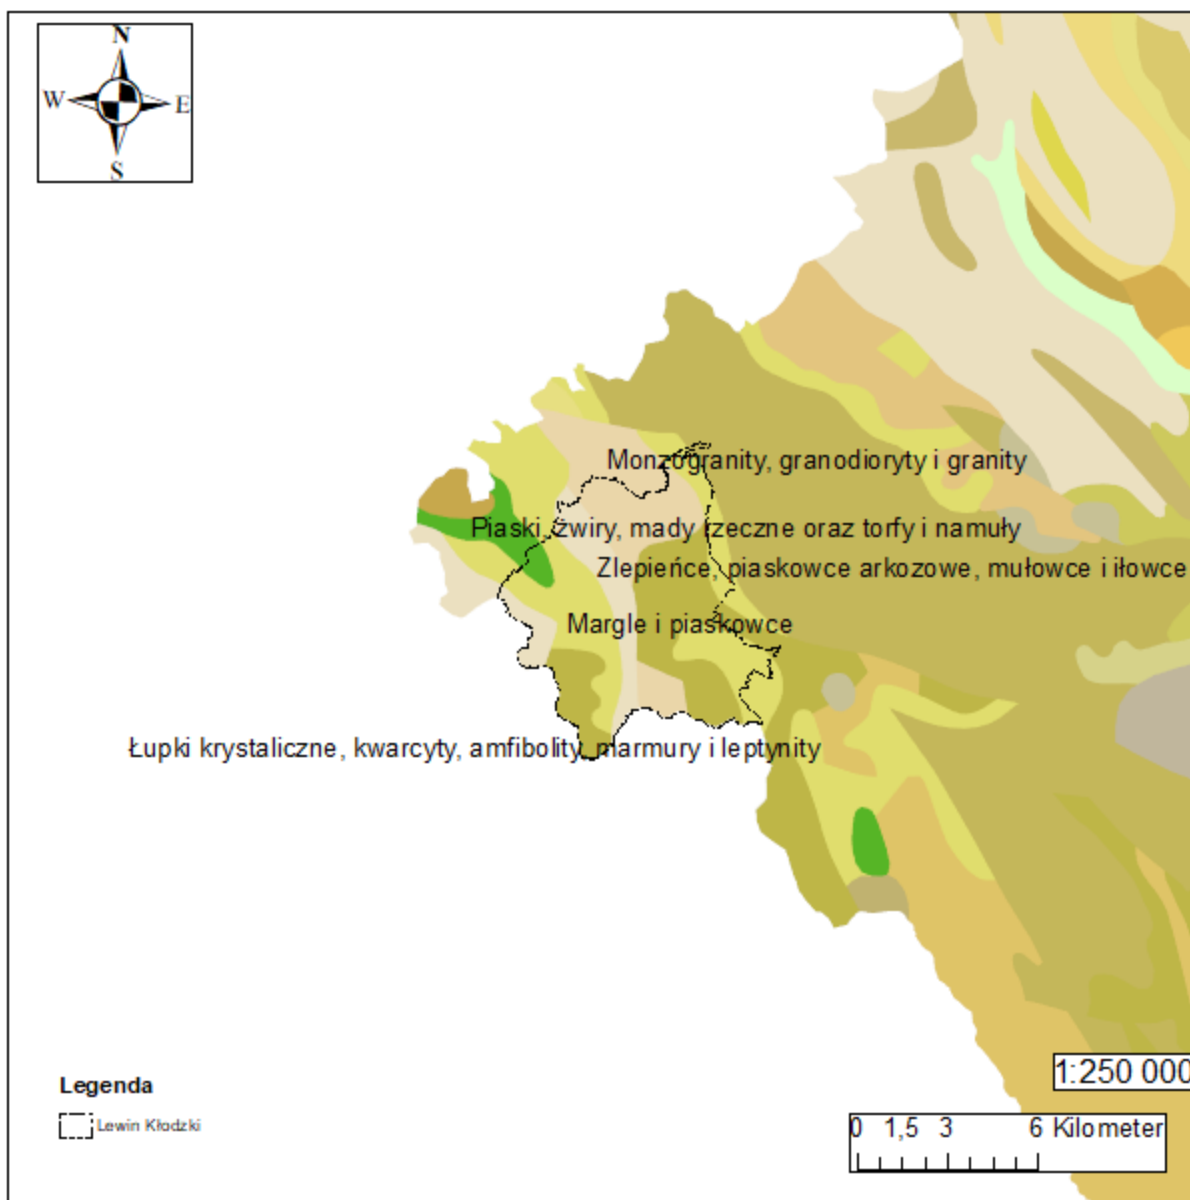 N
W E
S
Monzogranity, granodioryty i granity
Piaski, żwiry, mady rzeczne oraz torfy i namuły
Zlepieńce, piaskowce arkozowe, mułowce i iłowce
Margle i piaskowce
Łupki krystaliczne, kwarcyty, amfibolity, marmury i leptynity
Legenda
Lewin Kłodzki
1:250 000
0 1,5 3 6 Kilometer